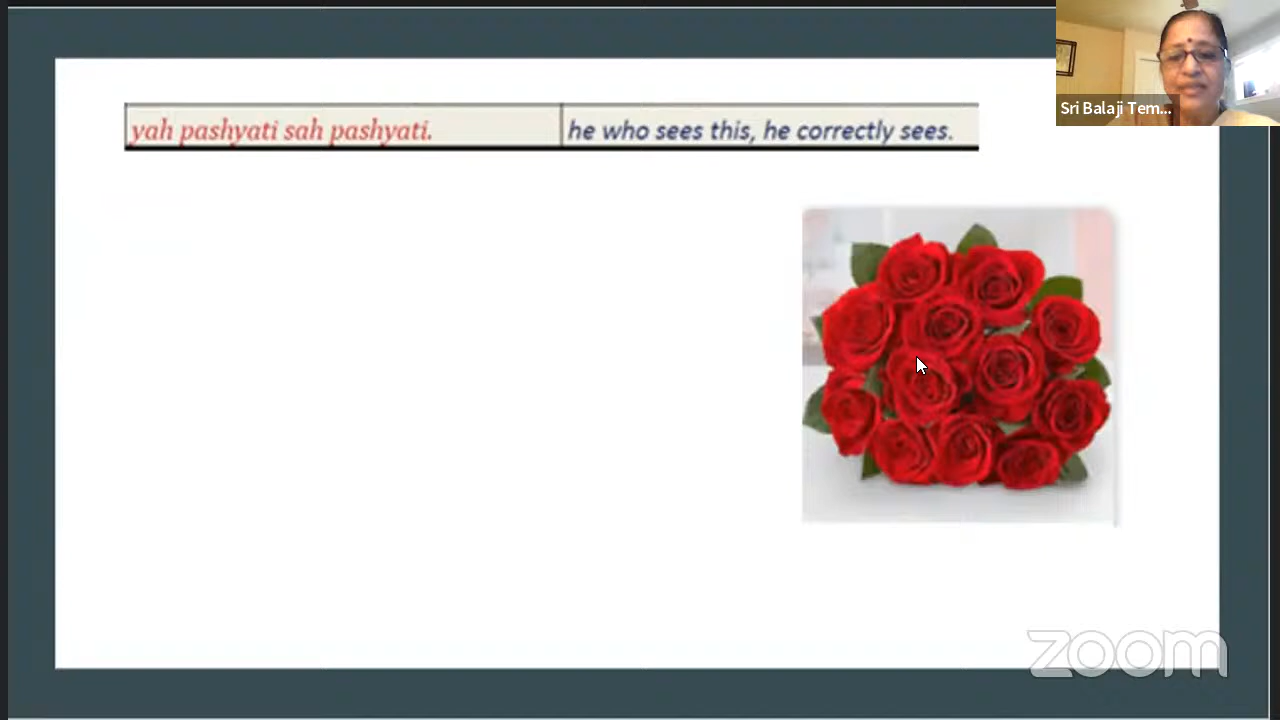 yah pashyati sah pashyati.
he who sees this, he correctly sees.
Sri Balaji Tem...
zoom